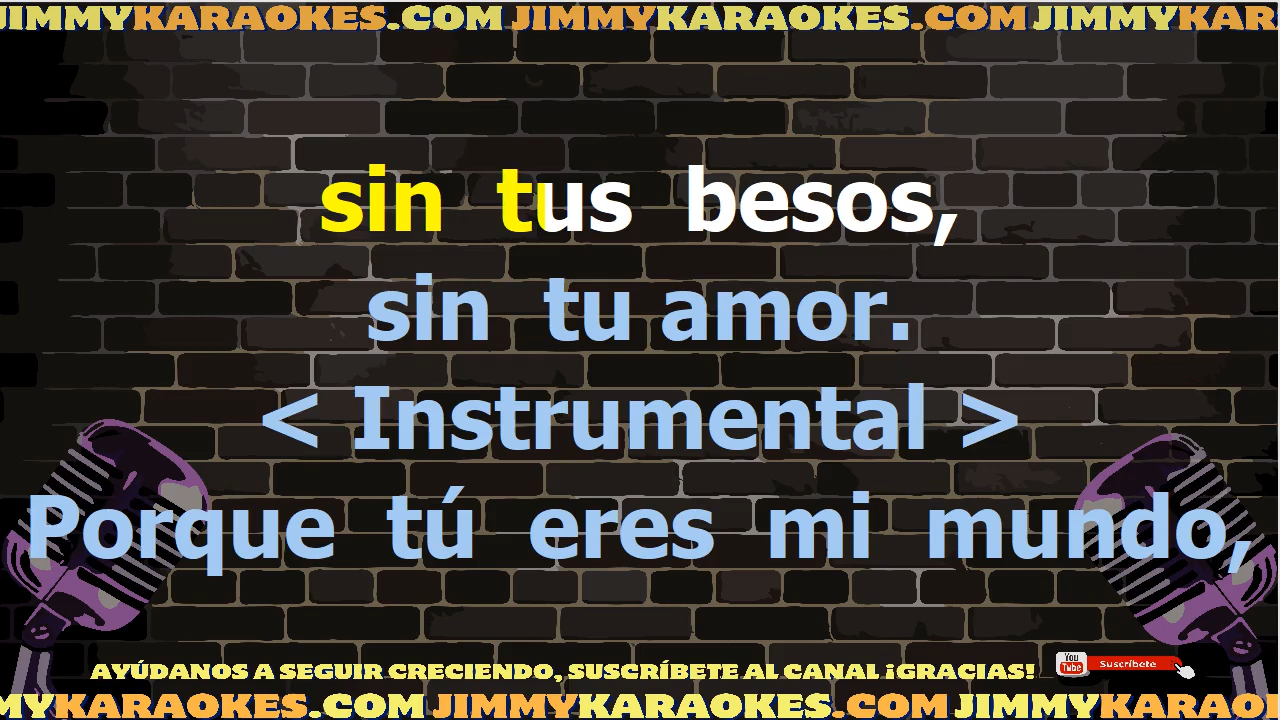 JIMMYKARAOKES.COM JIMMYKARAOKES.COM JIMMYKAR
sin tus besos,
sin tu amor.
< Instrumental >
Porque tú eres mi mundo,
AYÚDANOS A SEGUIR CRECIENDO, SUSCRÍBETE AL CANAL ¡GRACIAS! You Tube Suscríbete
MYKARAOKES.COM JIMMYKARAOKES.COM JIMMYKARAO